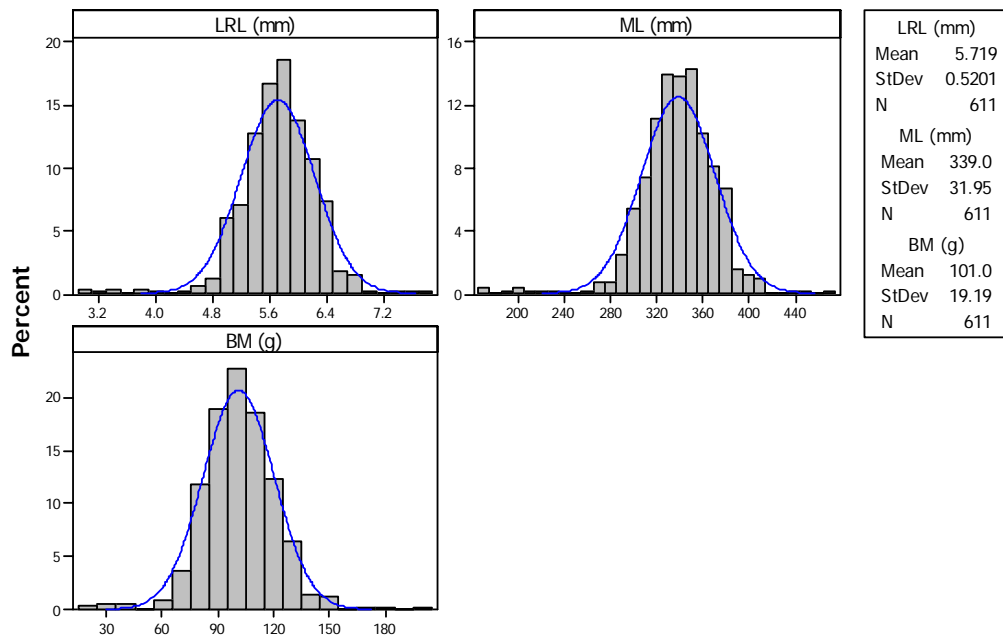 LRL (mm)
20
15
10
5
0
3.2 4.0 4.8 5.6 6.4 7.2
ML (mm)
16
12
8
4
0
200 240 280 320 360 400 440
Percent
BM (g)
20
15
10
5
0
30 60 90 120 150 180
LRL (mm)
Mean 5.719
StDev 0.5201
N 611
ML (mm)
Mean 339.0
StDev 31.95
N 611
BM (g)
Mean 101.0
StDev 19.19
N 611